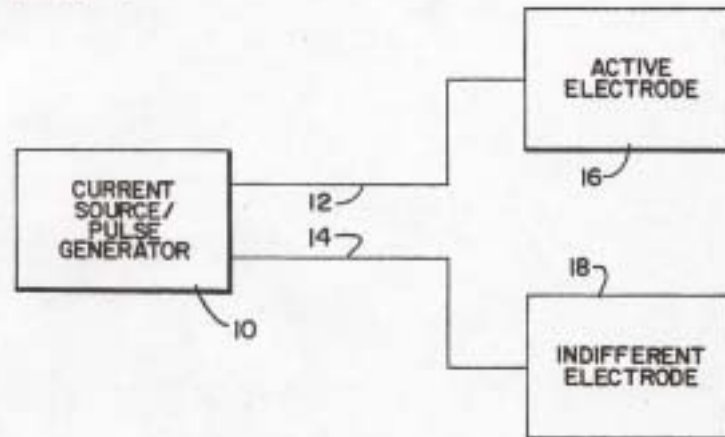 ACTIVE
ELECTRODE
16
CURRENT
SOURCE/
PULSE
GENERATOR
12
14
10
18
INDIFFERENT
ELECTRODE